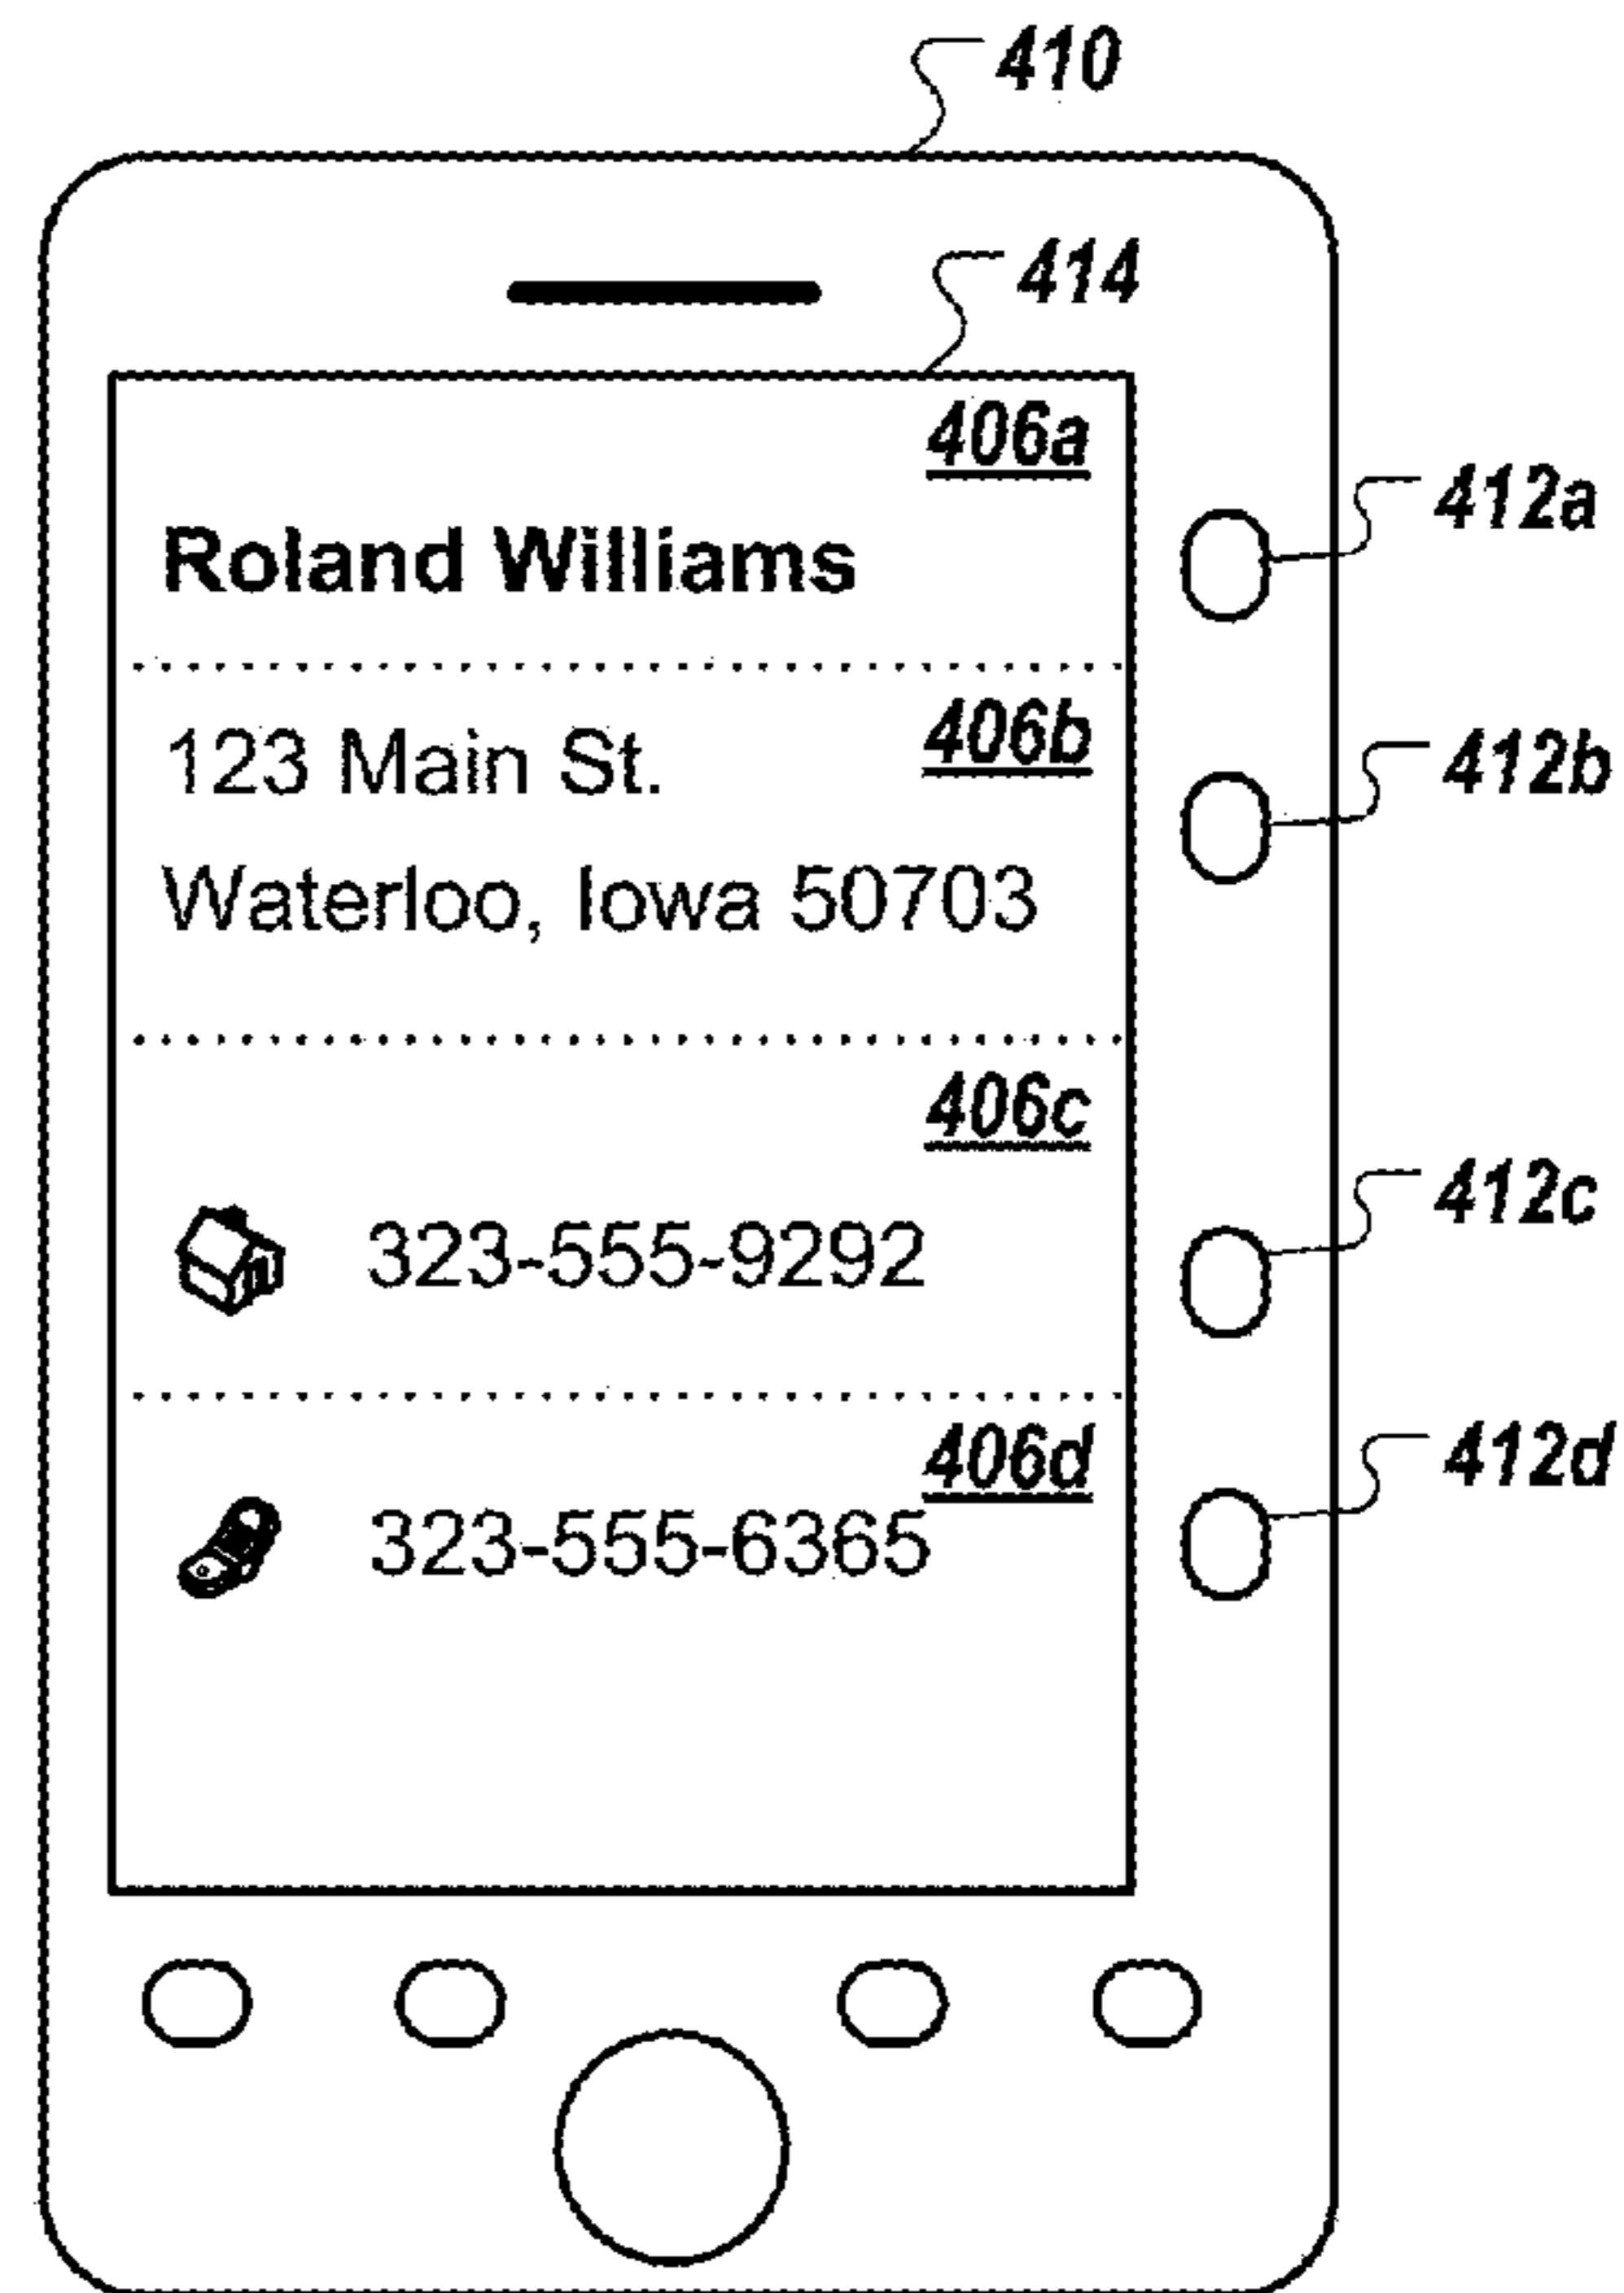 410
414
406a
412a
Roland Williams
406b
123 Main St.
412b
Waterloo, Iowa 50703
406c
412c
323-555-9292
406d
412d
323-555-6365